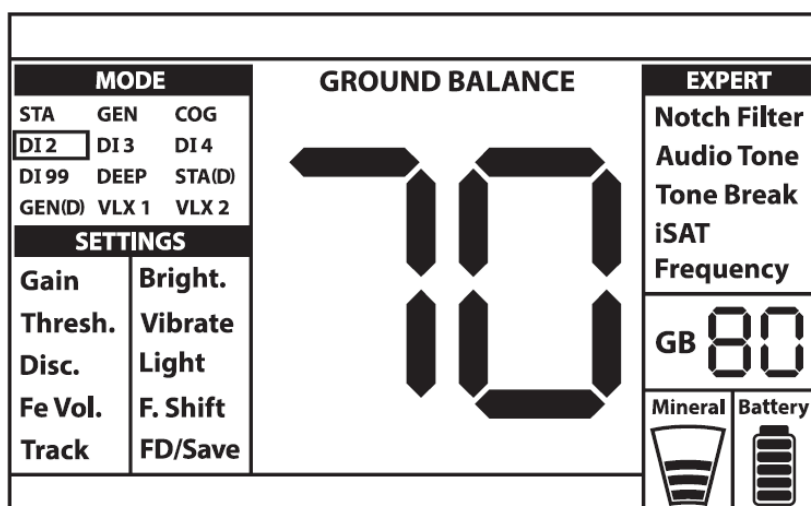 MODE
STA GEN COG
DI 2 DI 3 DI 4
DI 99 DEEP STA(D)
GEN(D) VLX 1 VLX 2
SETTINGS
Gain Bright.
Thresh. Vibrate
Disc. Light
Fe Vol. F. Shift
Track FD/Save
GROUND BALANCE
70
EXPERT
Notch Filter
Audio Tone
Tone Break
iSAT
Frequency
GB 80
Mineral Battery